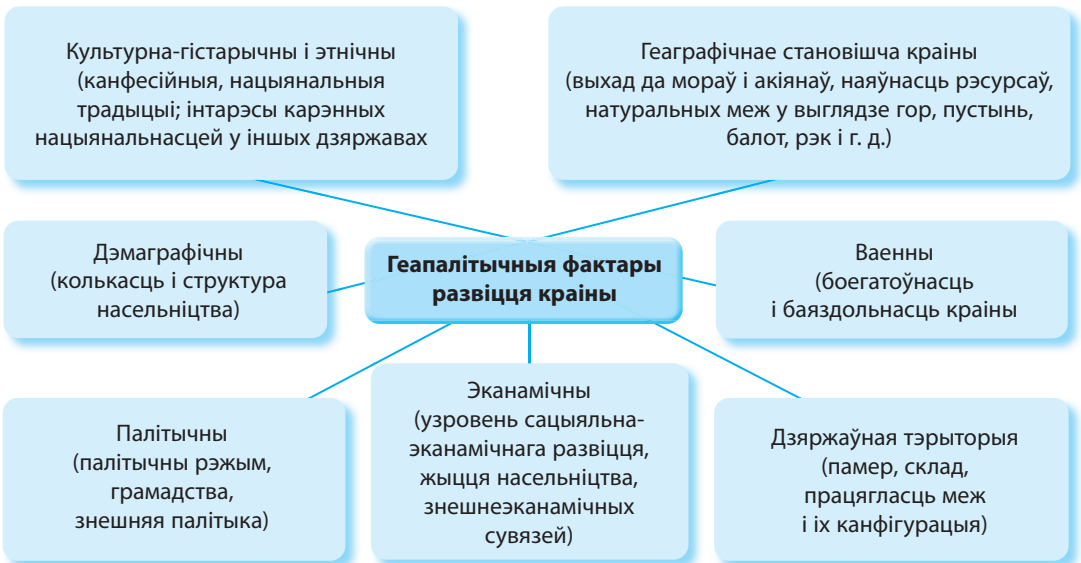 Культурна-гістарычны і этнічны
(канфесійныя, нацыянальныя
традыцыі; інтарэсы карэнных
нацыянальнасцей у іншых дзяржавах
Геаграфічнае становішча краіны
(выхад да мораў і акіянаў, наяўнасць рэсурсаў,
натуральных меж у выглядзе гор, пустынь,
балот, рэк і г. д.)
Дэмаграфічны
(колькасць і структура
насельніцтва)
Геапалітычныя фактары
развіцця краіны
Ваенны
(боегатоўнасць
і баяздольнасць краіны
Палітычны
(палітычны рэжым,
грамадства,
знешняя палітыка)
Эканамічны
(узровень сацыяльна-
эканамічнага развіцця,
жыцця насельніцтва,
знешнеэканамічных
сувязей)
Дзяржаўная тэрыторыя
(памер, склад,
працягласць меж
і іх канфігурацыя)